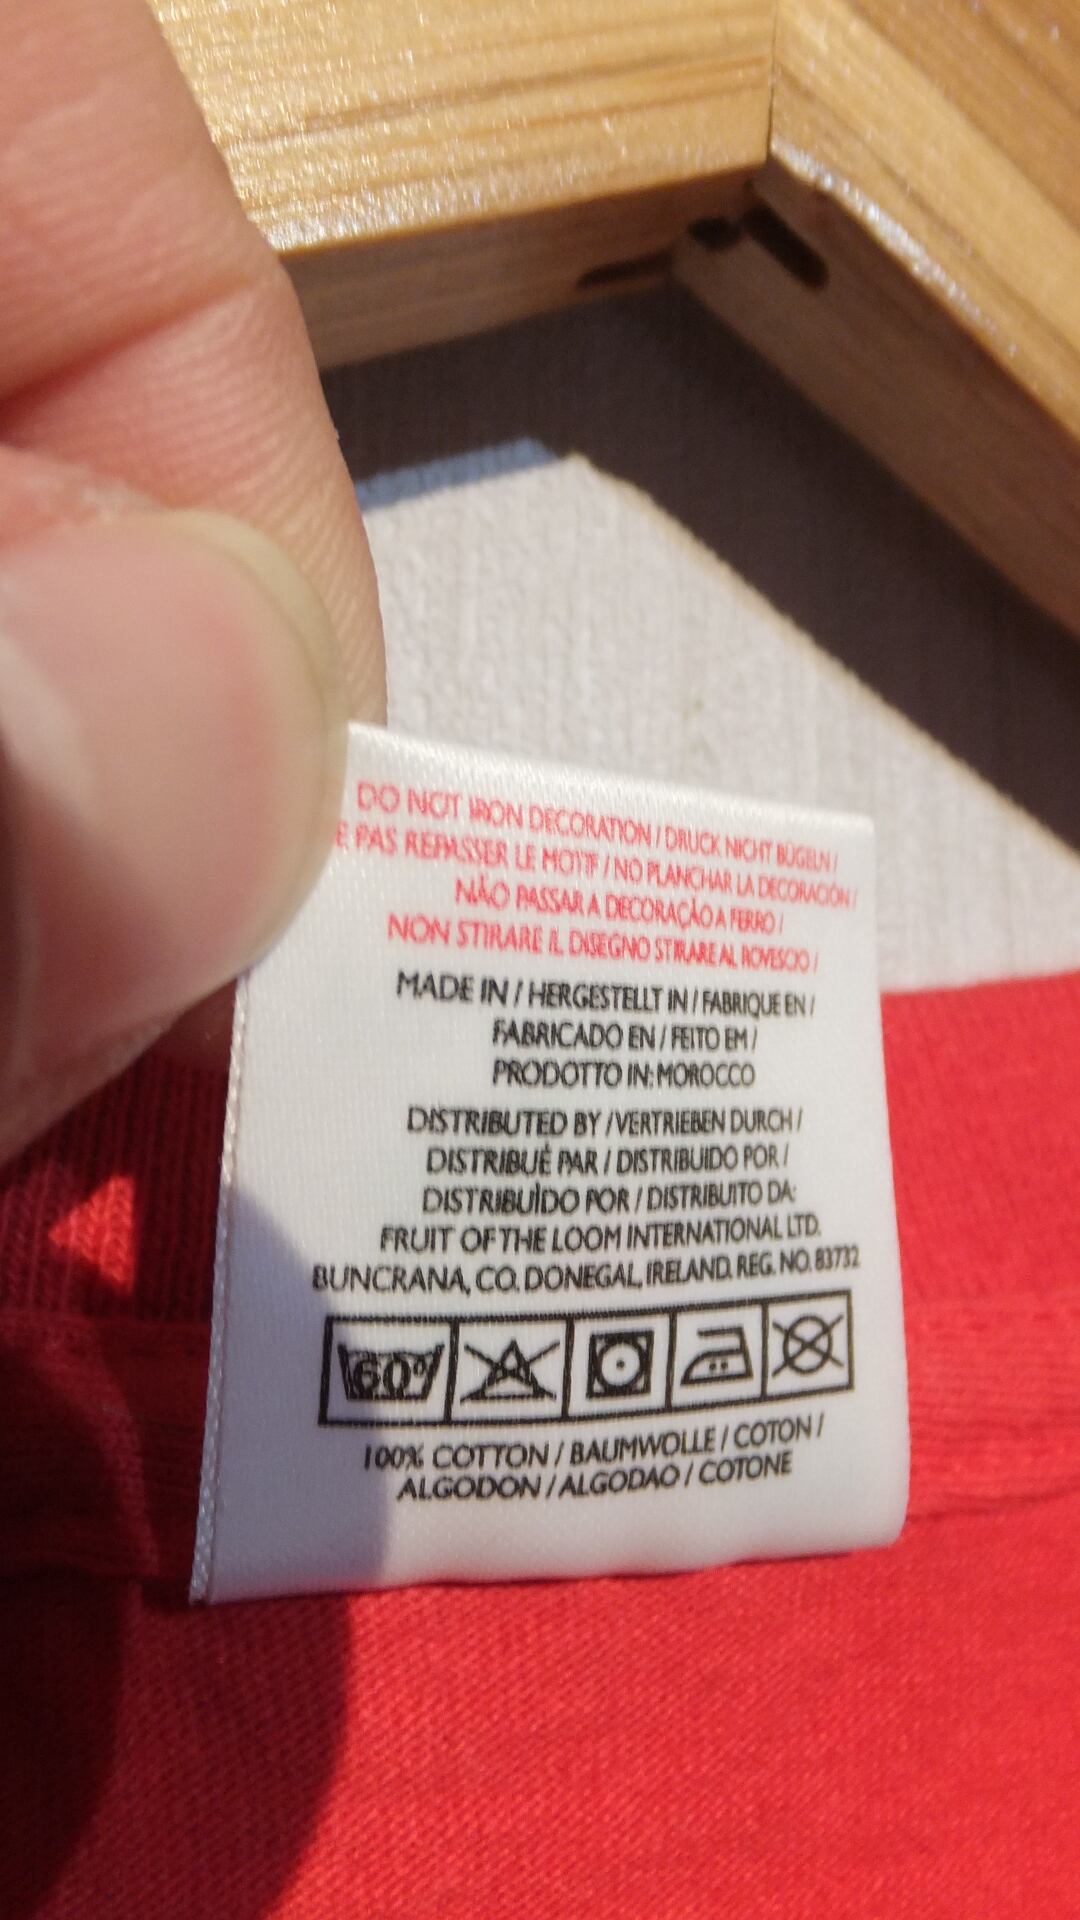 DO NOT IRON DECORATION / DRUCK NICHT BÜGELN /
E PAS REPASSER LE MOTIF / NO PLANCHAR LA DECORACIÓN /
NÃO PASSAR A DECORAÇÃO A FERRO /
NON STIRARE IL DISEGNO STIRARE AL ROVESCIO /
MADE IN / HERGESTELLT IN / FABRIQUE EN /
FABRICADO EN / FEITO EM /
PRODOTTO IN: MOROCCO
DISTRIBUTED BY / VERTRIEBEN DURCH /
DISTRIBUÉ PAR / DISTRIBUIDO POR /
DISTRIBUÍDO POR / DISTRIBUITO DA:
FRUIT OF THE LOOM INTERNATIONAL LTD.
BUNCRANA, CO. DONEGAL, IRELAND. REG. NO. 83732
60°
100% COTTON / BAUMWOLLE / COTON /
ALGODON / ALGODAO / COTONE